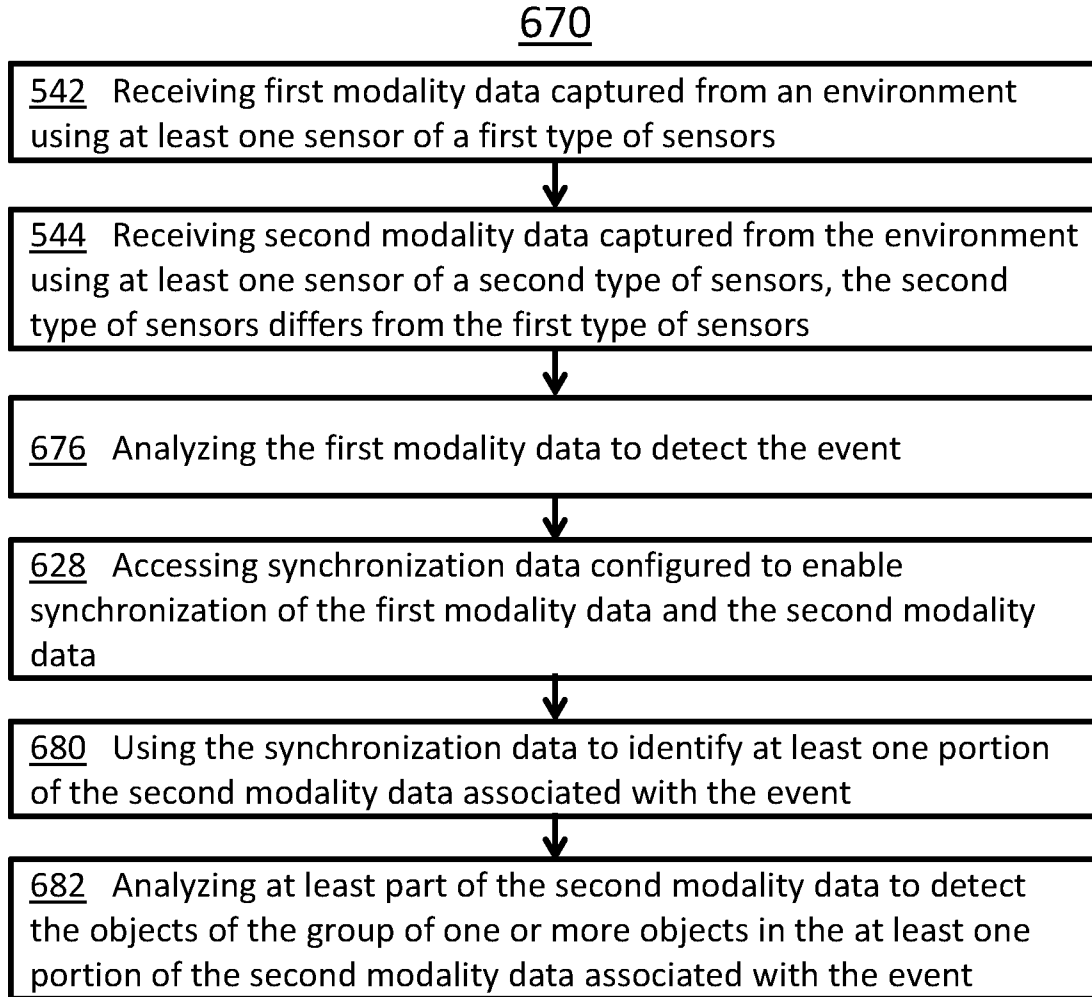 670
542 Receiving first modality data captured from an environment
using at least one sensor of a first type of sensors
544 Receiving second modality data captured from the environment
using at least one sensor of a second type of sensors, the second
type of sensors differs from the first type of sensors
676 Analyzing the first modality data to detect the event
628 Accessing synchronization data configured to enable
synchronization of the first modality data and the second modality
data
680 Using the synchronization data to identify at least one portion
of the second modality data associated with the event
682 Analyzing at least part of the second modality data to detect
the objects of the group of one or more objects in the at least one
portion of the second modality data associated with the event